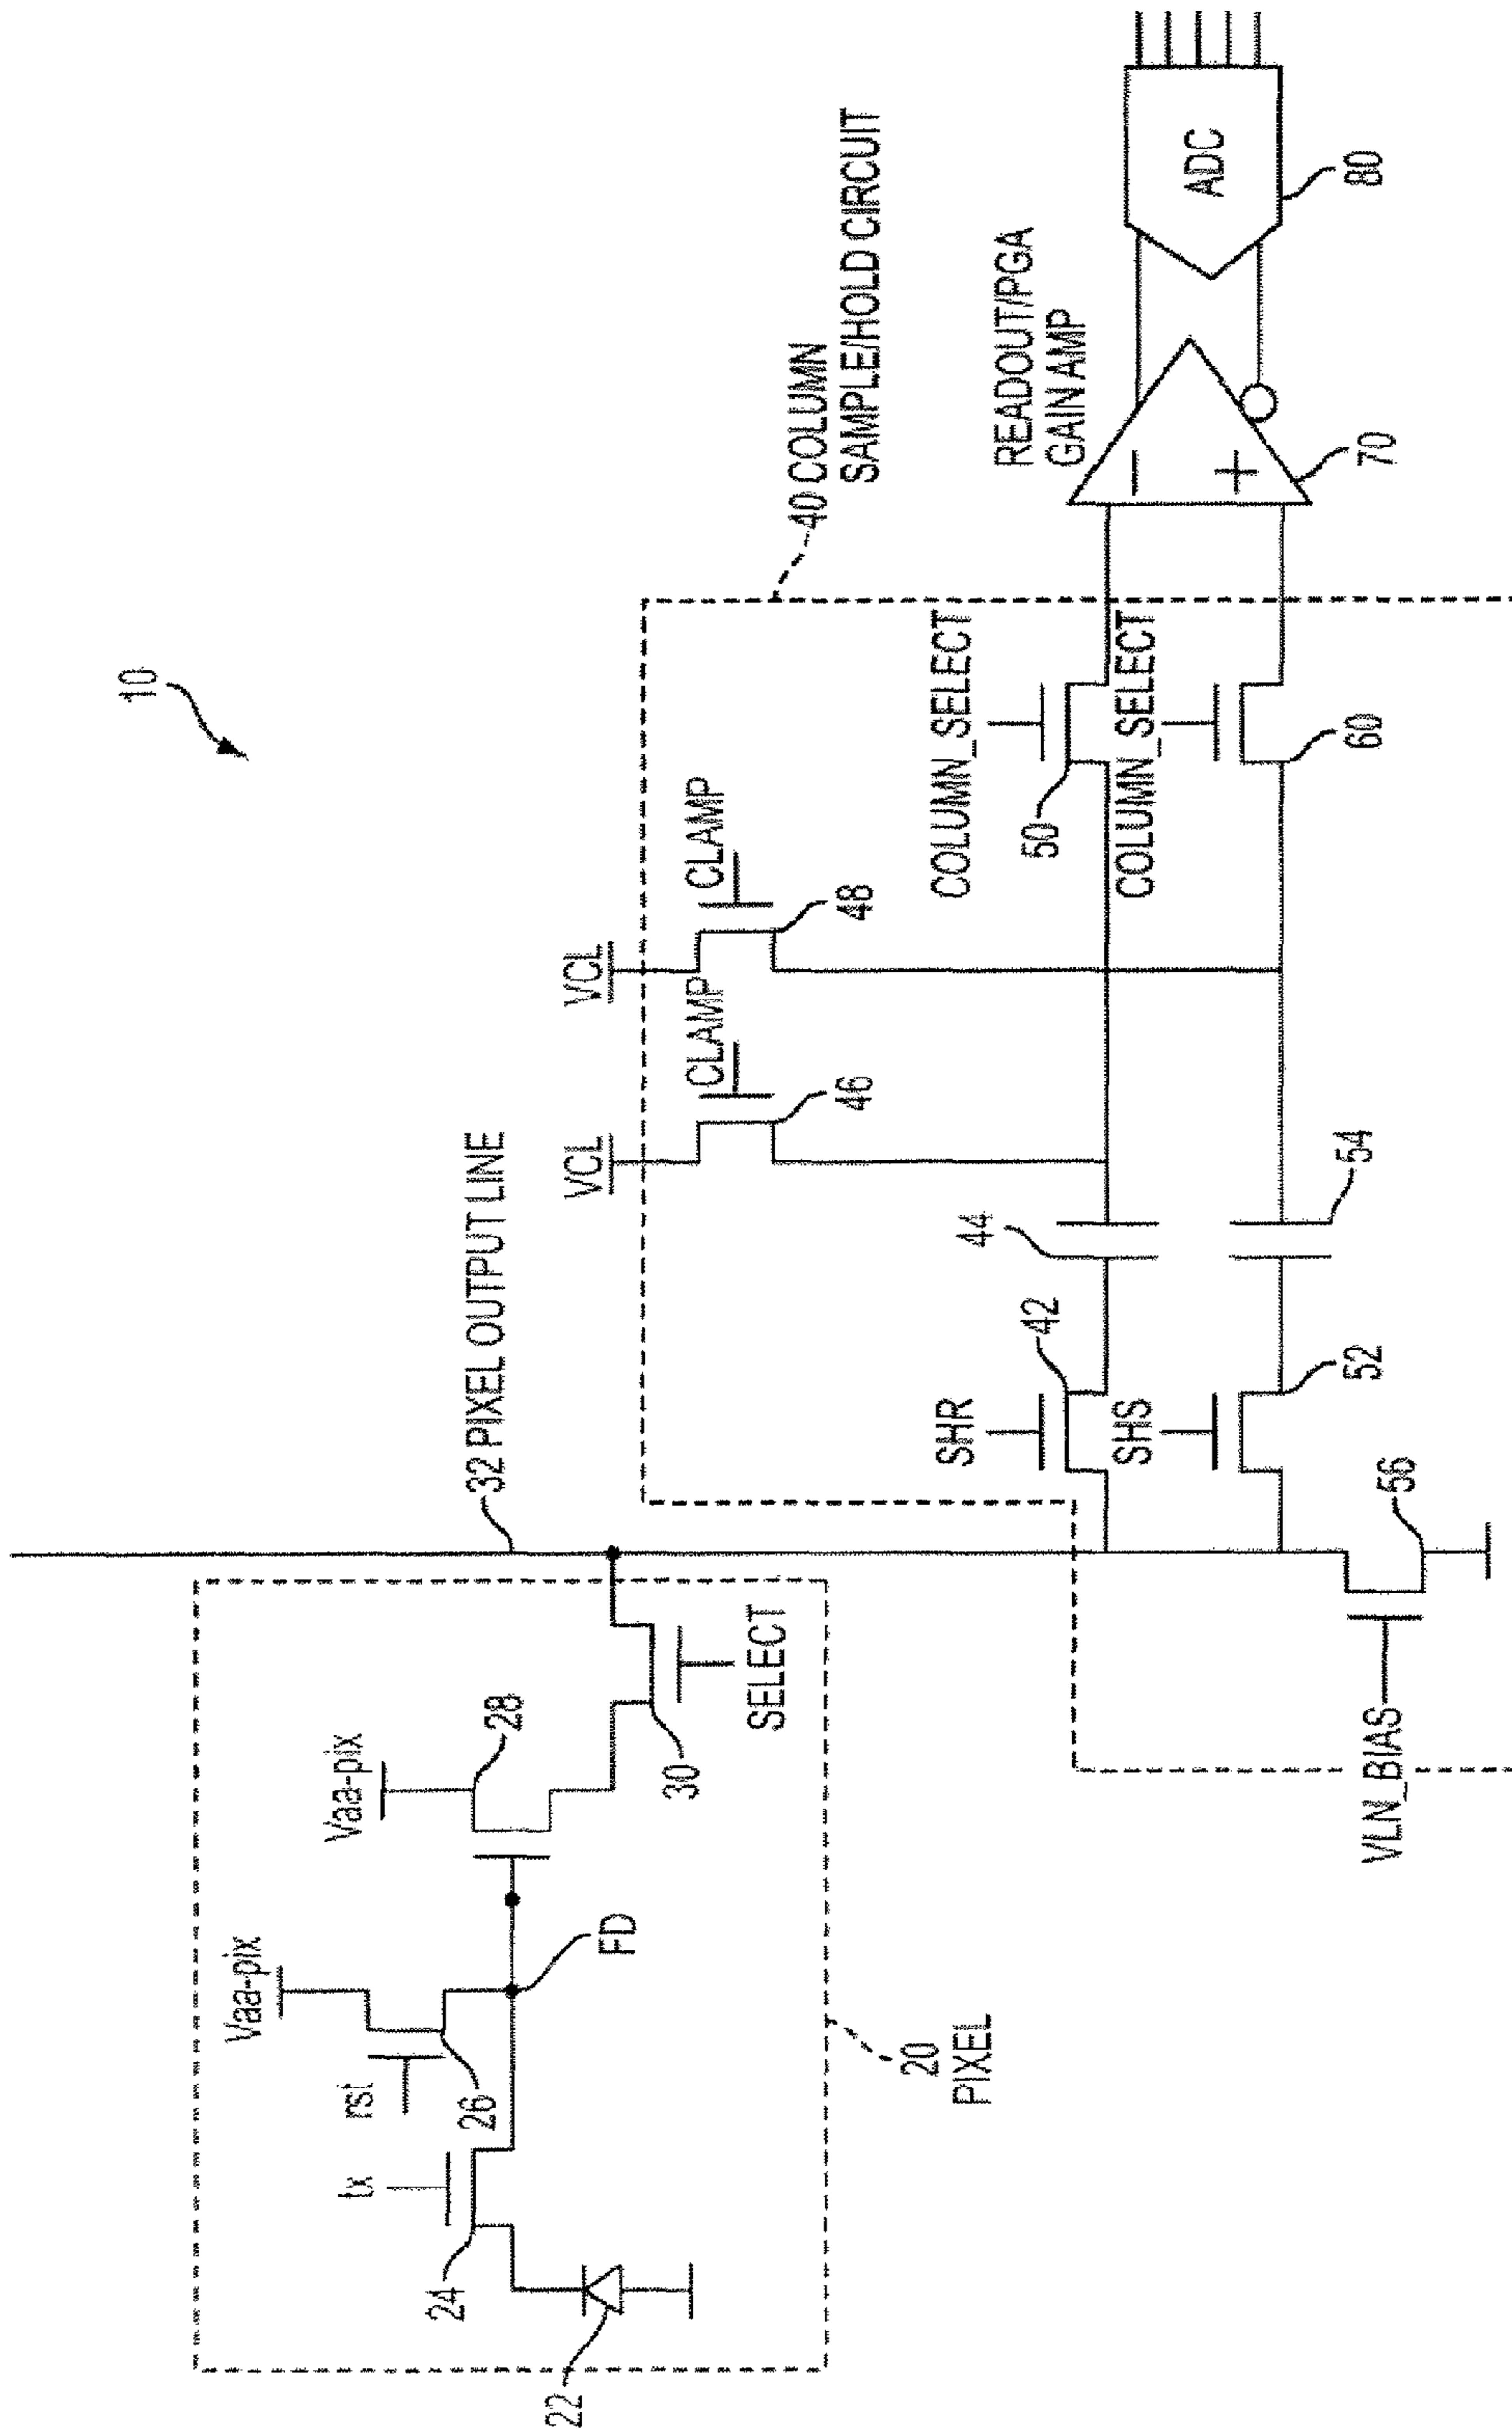 10
Vaa-pix
Vaa-pix
rst
tx
24
26
28
22
FD
30
SELECT
20
PIXEL
32 PIXEL OUTPUT LINE
VCL
VCL
CLAMP
CLAMP
46
48
40 COLUMN
SAMPLE/HOLD CIRCUIT
SHR
42
44
COLUMN_SELECT
50
SHS
52
54
COLUMN_SELECT
60
READOUT/PGA
GAIN AMP
−
+
70
ADC
80
VLN_BIAS
56